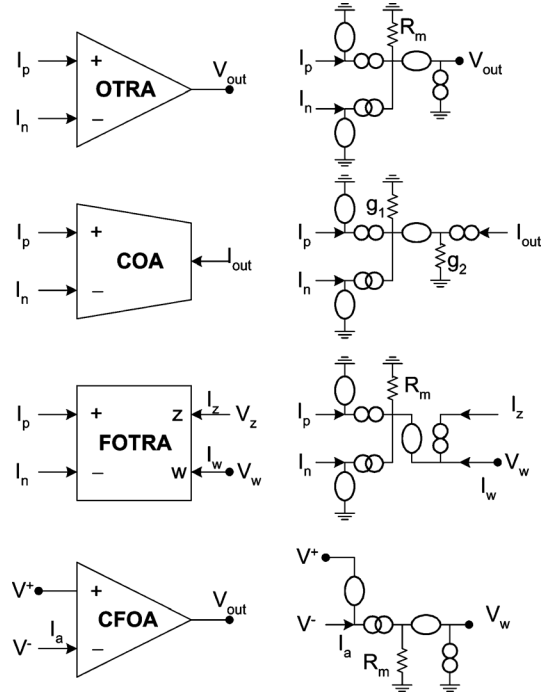 I_p + OTRA V_out
I_n −
R_m
I_p V_out
I_n
I_p + COA I_out
I_n −
g_1
I_p I_out
I_n g_2
I_p + FOTRA z I_z V_z
I_n − w I_w V_w
R_m
I_p I_z
I_n V_w
I_w
V^+ + CFOA V_out
V^- I_a −
V^+
V^- I_a V_w
R_m